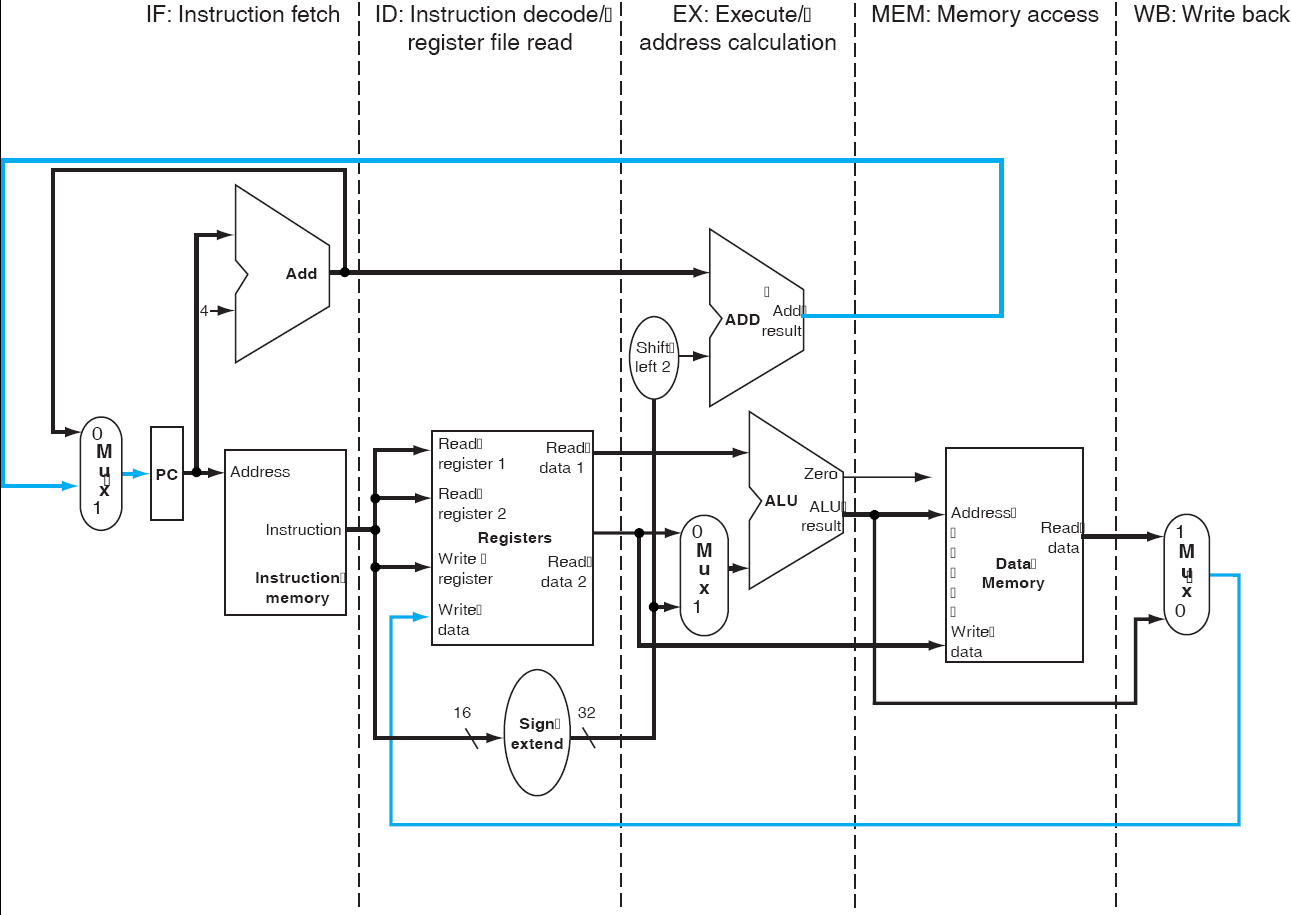 IF: Instruction fetch
ID: Instruction decode/
register file read
EX: Execute/
address calculation
MEM: Memory access
WB: Write back
Add
4
ADD
Add
result
Shift
left 2
0
M
u
x
1
PC
Address
Instruction
Instruction
memory
Read
register 1
Read
register 2
Write
register
Write
data
Registers
Read
data 1
Read
data 2
0
M
u
x
1
Zero
ALU
ALU
result
Address
Data
Memory
Read
data
Write
data
1
M
u
x
0
16
Sign
extend
32